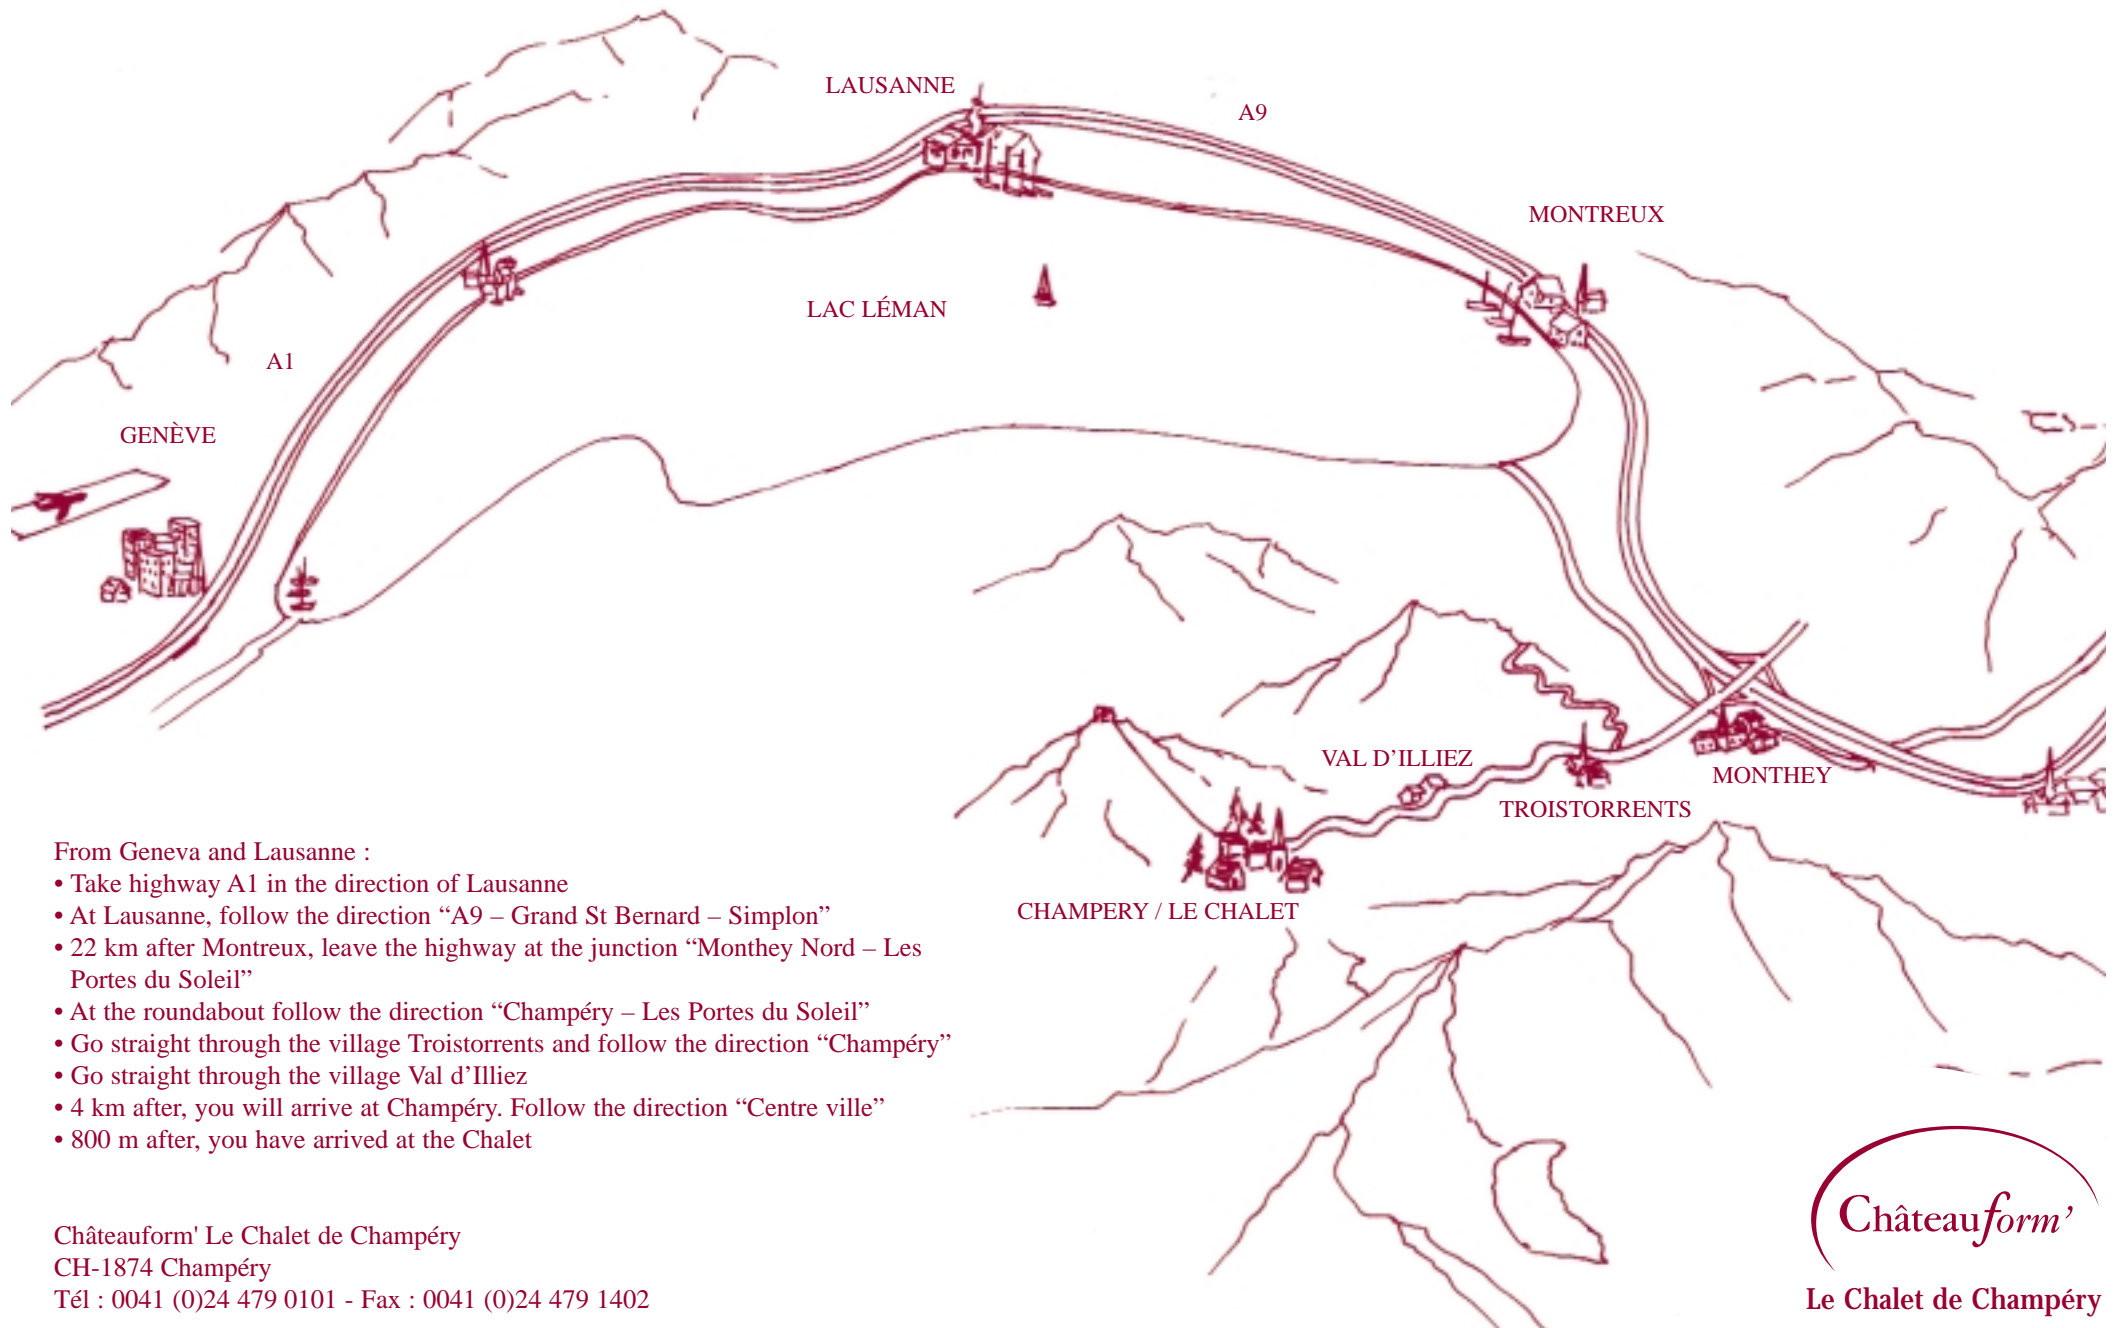 LAUSANNE
A9
MONTREUX
LAC LÉMAN
A1
GENÈVE
VAL D’ILLIEZ
MONTHEY
TROISTORRENTS
CHAMPERY / LE CHALET
From Geneva and Lausanne :
• Take highway A1 in the direction of Lausanne
• At Lausanne, follow the direction “A9 – Grand St Bernard – Simplon”
• 22 km after Montreux, leave the highway at the junction “Monthey Nord – Les
Portes du Soleil”
• At the roundabout follow the direction “Champéry – Les Portes du Soleil”
• Go straight through the village Troistorrents and follow the direction “Champéry”
• Go straight through the village Val d’Illiez
• 4 km after, you will arrive at Champéry. Follow the direction “Centre ville”
• 800 m after, you have arrived at the Chalet
Châteauform' Le Chalet de Champéry
CH-1874 Champéry
Tél : 0041 (0)24 479 0101 - Fax : 0041 (0)24 479 1402
Châteauform’
Le Chalet de Champéry